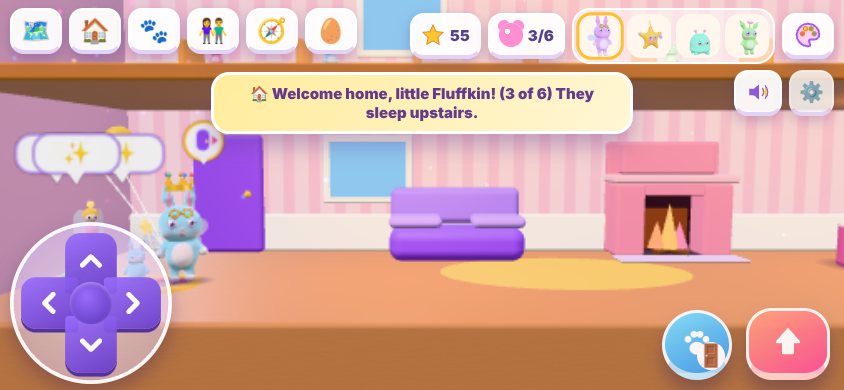 55
3/6
🏠 Welcome home, little Fluffkin! (3 of 6) They
sleep upstairs.